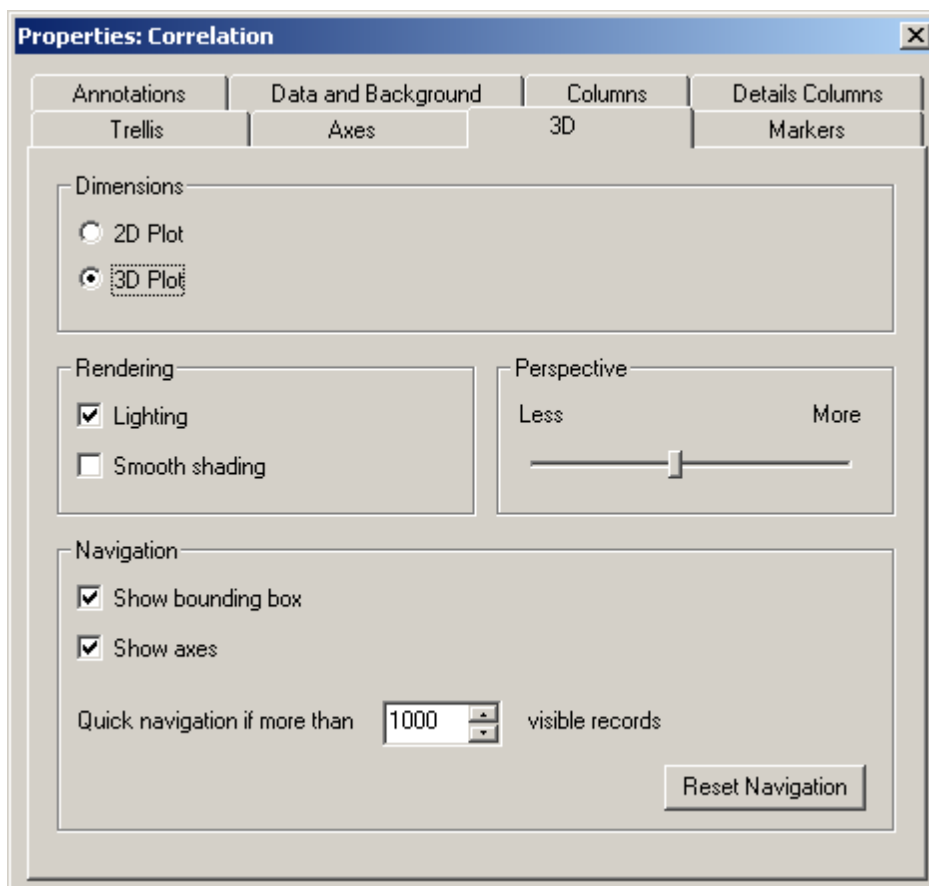 Properties: Correlation
Annotations Data and Background Columns Details Columns
Trellis Axes 3D Markers
Dimensions
2D Plot
3D Plot
Rendering
Lighting
Smooth shading
Perspective
Less More
Navigation
Show bounding box
Show axes
Quick navigation if more than 1000 visible records
Reset Navigation